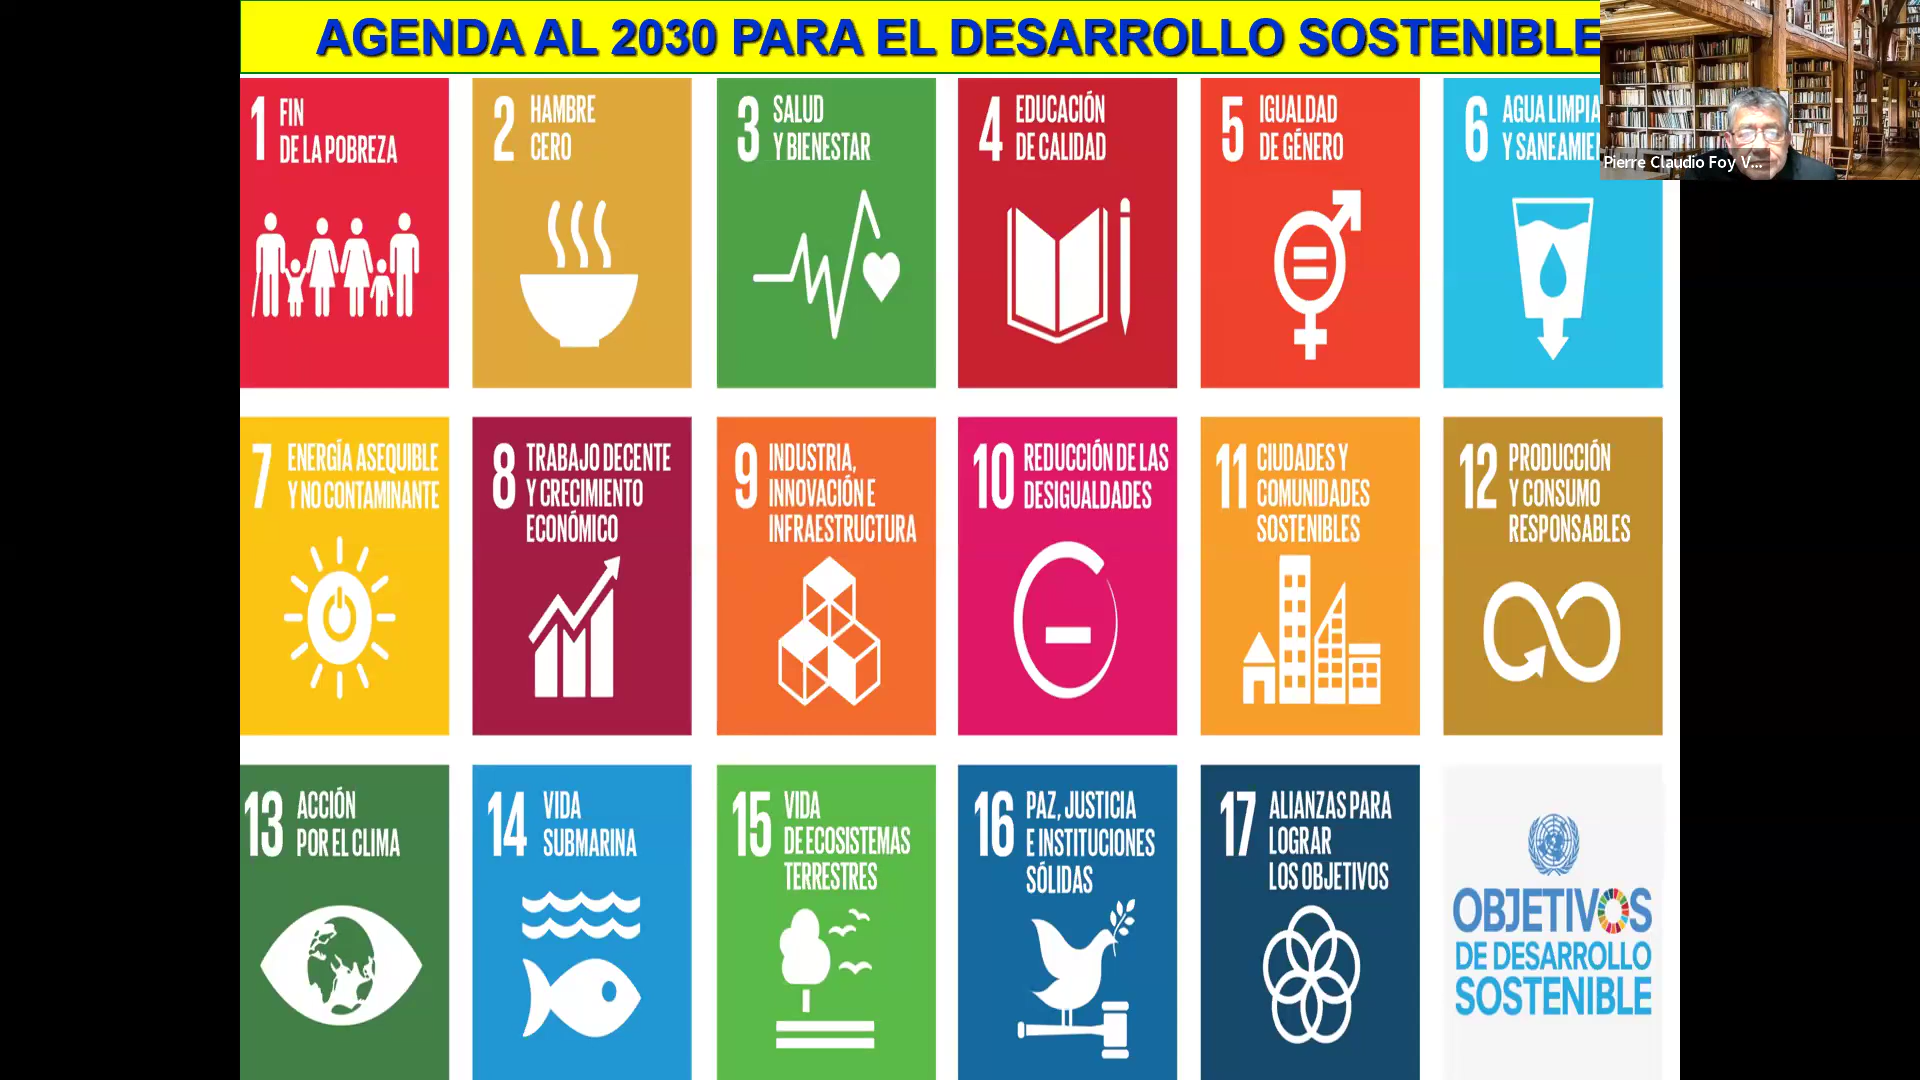 AGENDA AL 2030 PARA EL DESARROLLO SOSTENIBLE
1 FIN
DE LA POBREZA
2 HAMBRE
CERO
3 SALUD
Y BIENESTAR
4 EDUCACIÓN
DE CALIDAD
5 IGUALDAD
DE GÉNERO
6 AGUA LIMPIA
Y SANEAMIE
Pierre Claudio Foy V...
7 ENERGÍA ASEQUIBLE
Y NO CONTAMINANTE
8 TRABAJO DECENTE
Y CRECIMIENTO
ECONÓMICO
9 INDUSTRIA,
INNOVACIÓN E
INFRAESTRUCTURA
10 REDUCCIÓN DE LAS
DESIGUALDADES
11 CIUDADES Y
COMUNIDADES
SOSTENIBLES
12 PRODUCCIÓN
Y CONSUMO
RESPONSABLES
13 ACCIÓN
POR EL CLIMA
14 VIDA
SUBMARINA
15 VIDA
DE ECOSISTEMAS
TERRESTRES
16 PAZ, JUSTICIA
E INSTITUCIONES
SÓLIDAS
17 ALIANZAS PARA
LOGRAR
LOS OBJETIVOS
OBJETIVOS
DE DESARROLLO
SOSTENIBLE